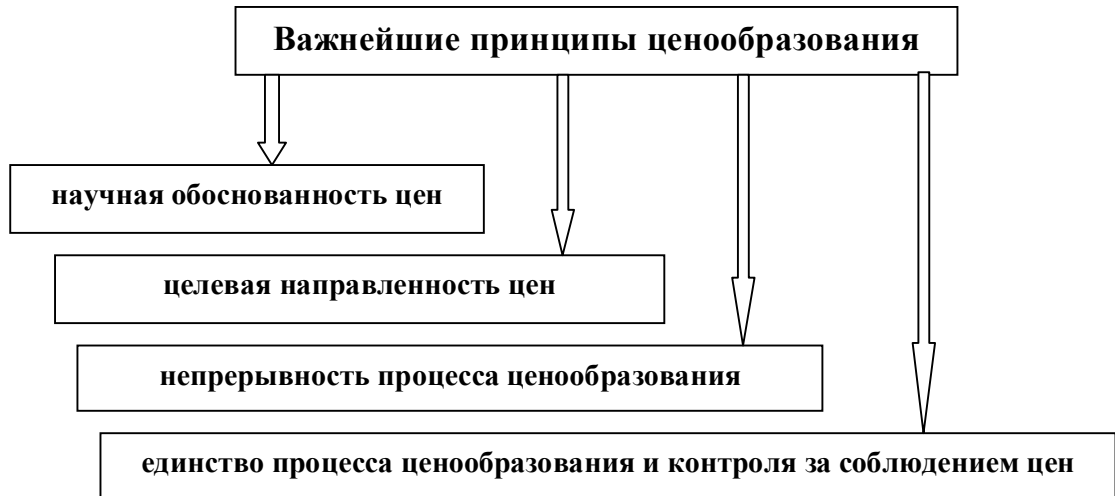 Важнейшие принципы ценообразования
научная обоснованность цен
целевая направленность цен
непрерывность процесса ценообразования
единство процесса ценообразования и контроля за соблюдением цен